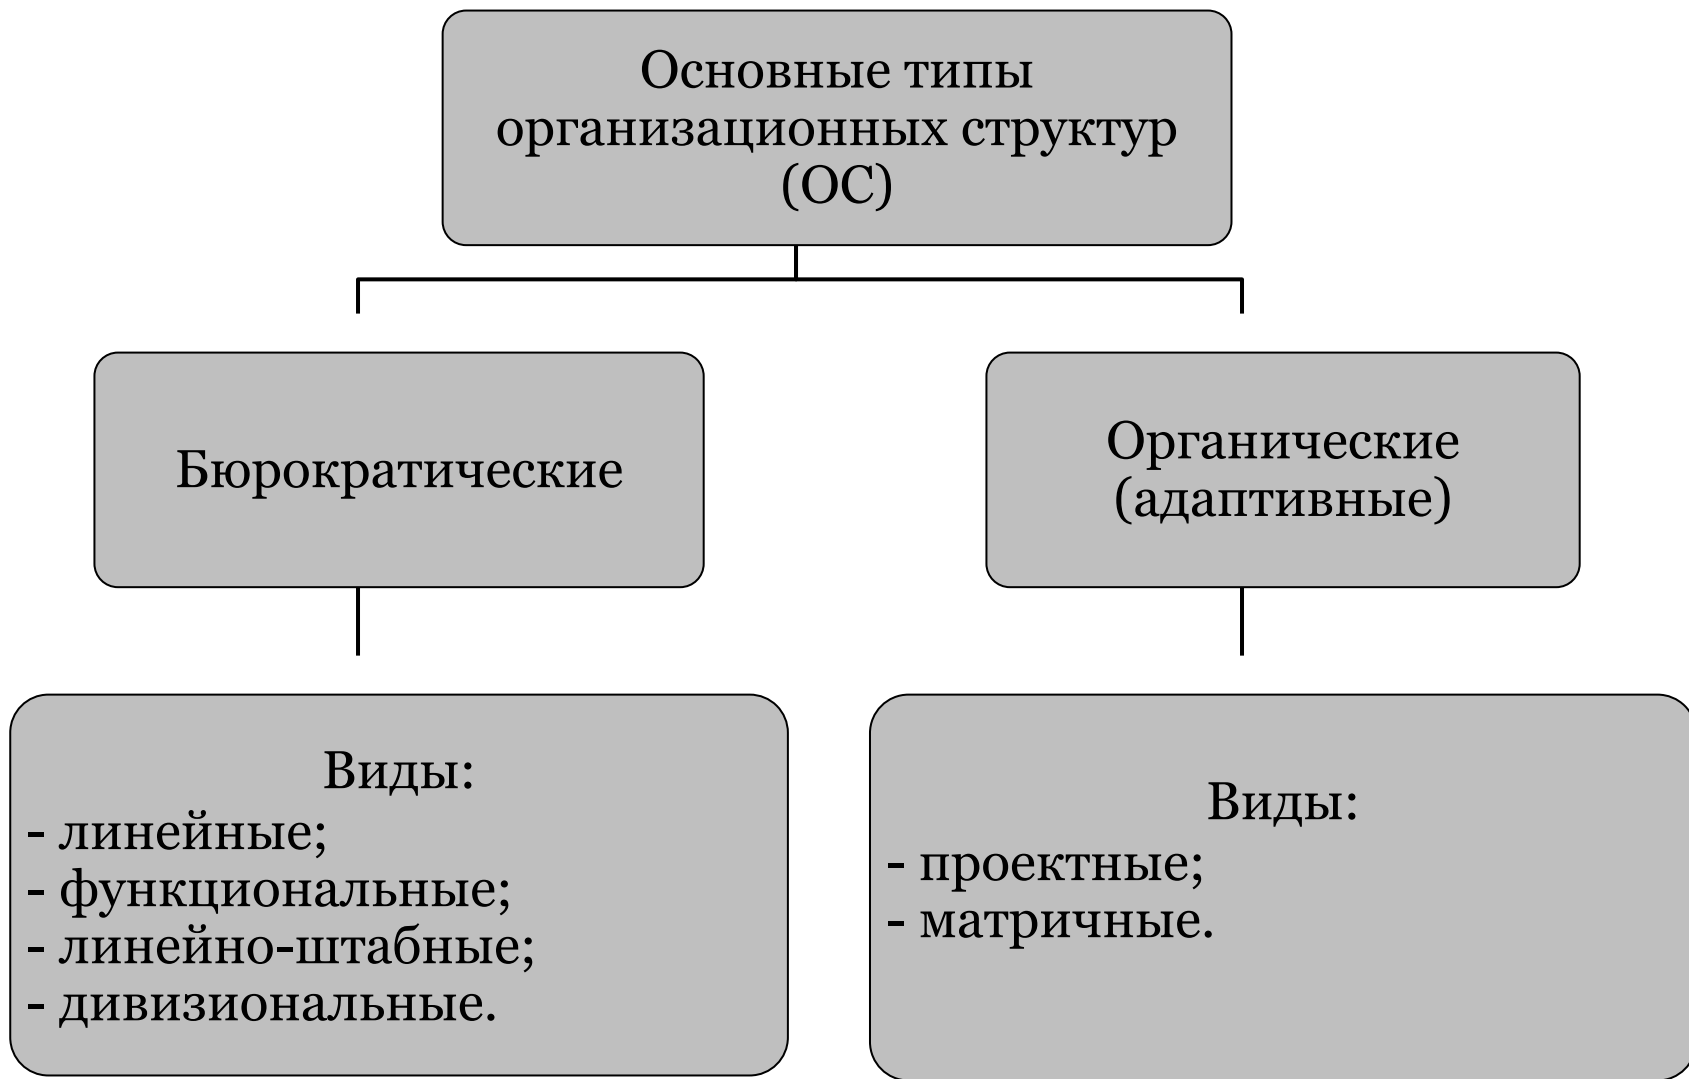 Основные типы
организационных структур
(ОС)
Бюрократические
Органические
(адаптивные)
Виды:
- линейные;
- функциональные;
- линейно-штабные;
- дивизиональные.
Виды:
- проектные;
- матричные.